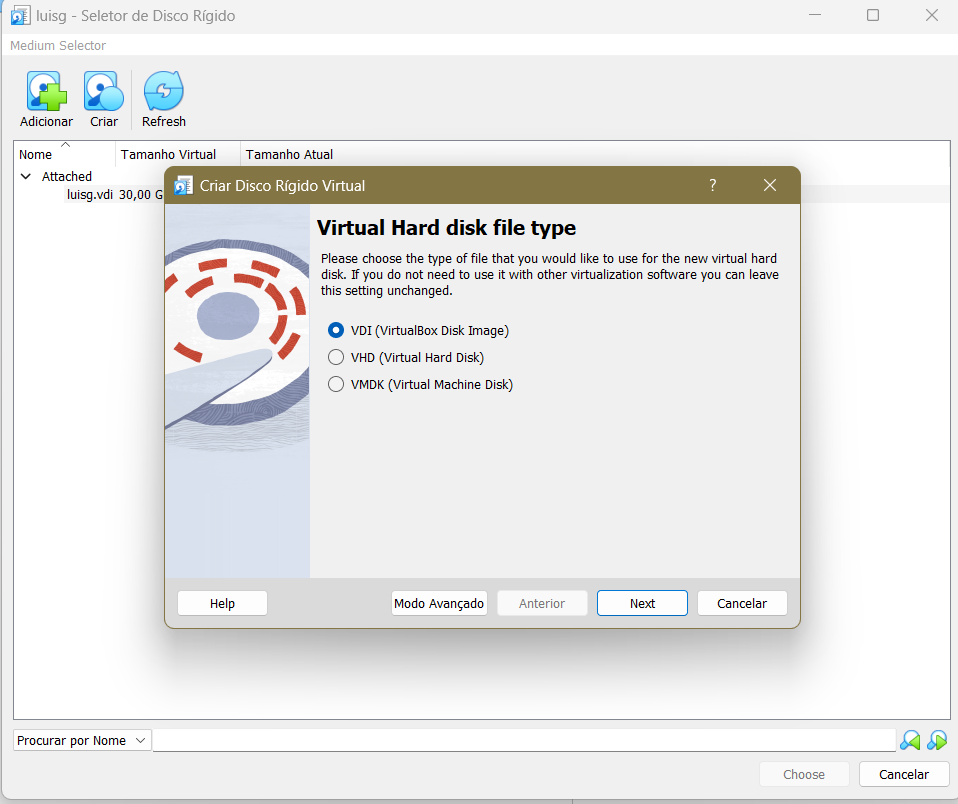 luisg - Seletor de Disco Rígido
Medium Selector
Adicionar Criar Refresh
Nome Tamanho Virtual Tamanho Atual
Attached
luisg.vdi 30,00 G
Criar Disco Rígido Virtual ?
Virtual Hard disk file type
Please choose the type of file that you would like to use for the new virtual hard
disk. If you do not need to use it with other virtualization software you can leave
this setting unchanged.
VDI (VirtualBox Disk Image)
VHD (Virtual Hard Disk)
VMDK (Virtual Machine Disk)
Help Modo Avançado Anterior Next Cancelar
Procurar por Nome
Choose Cancelar